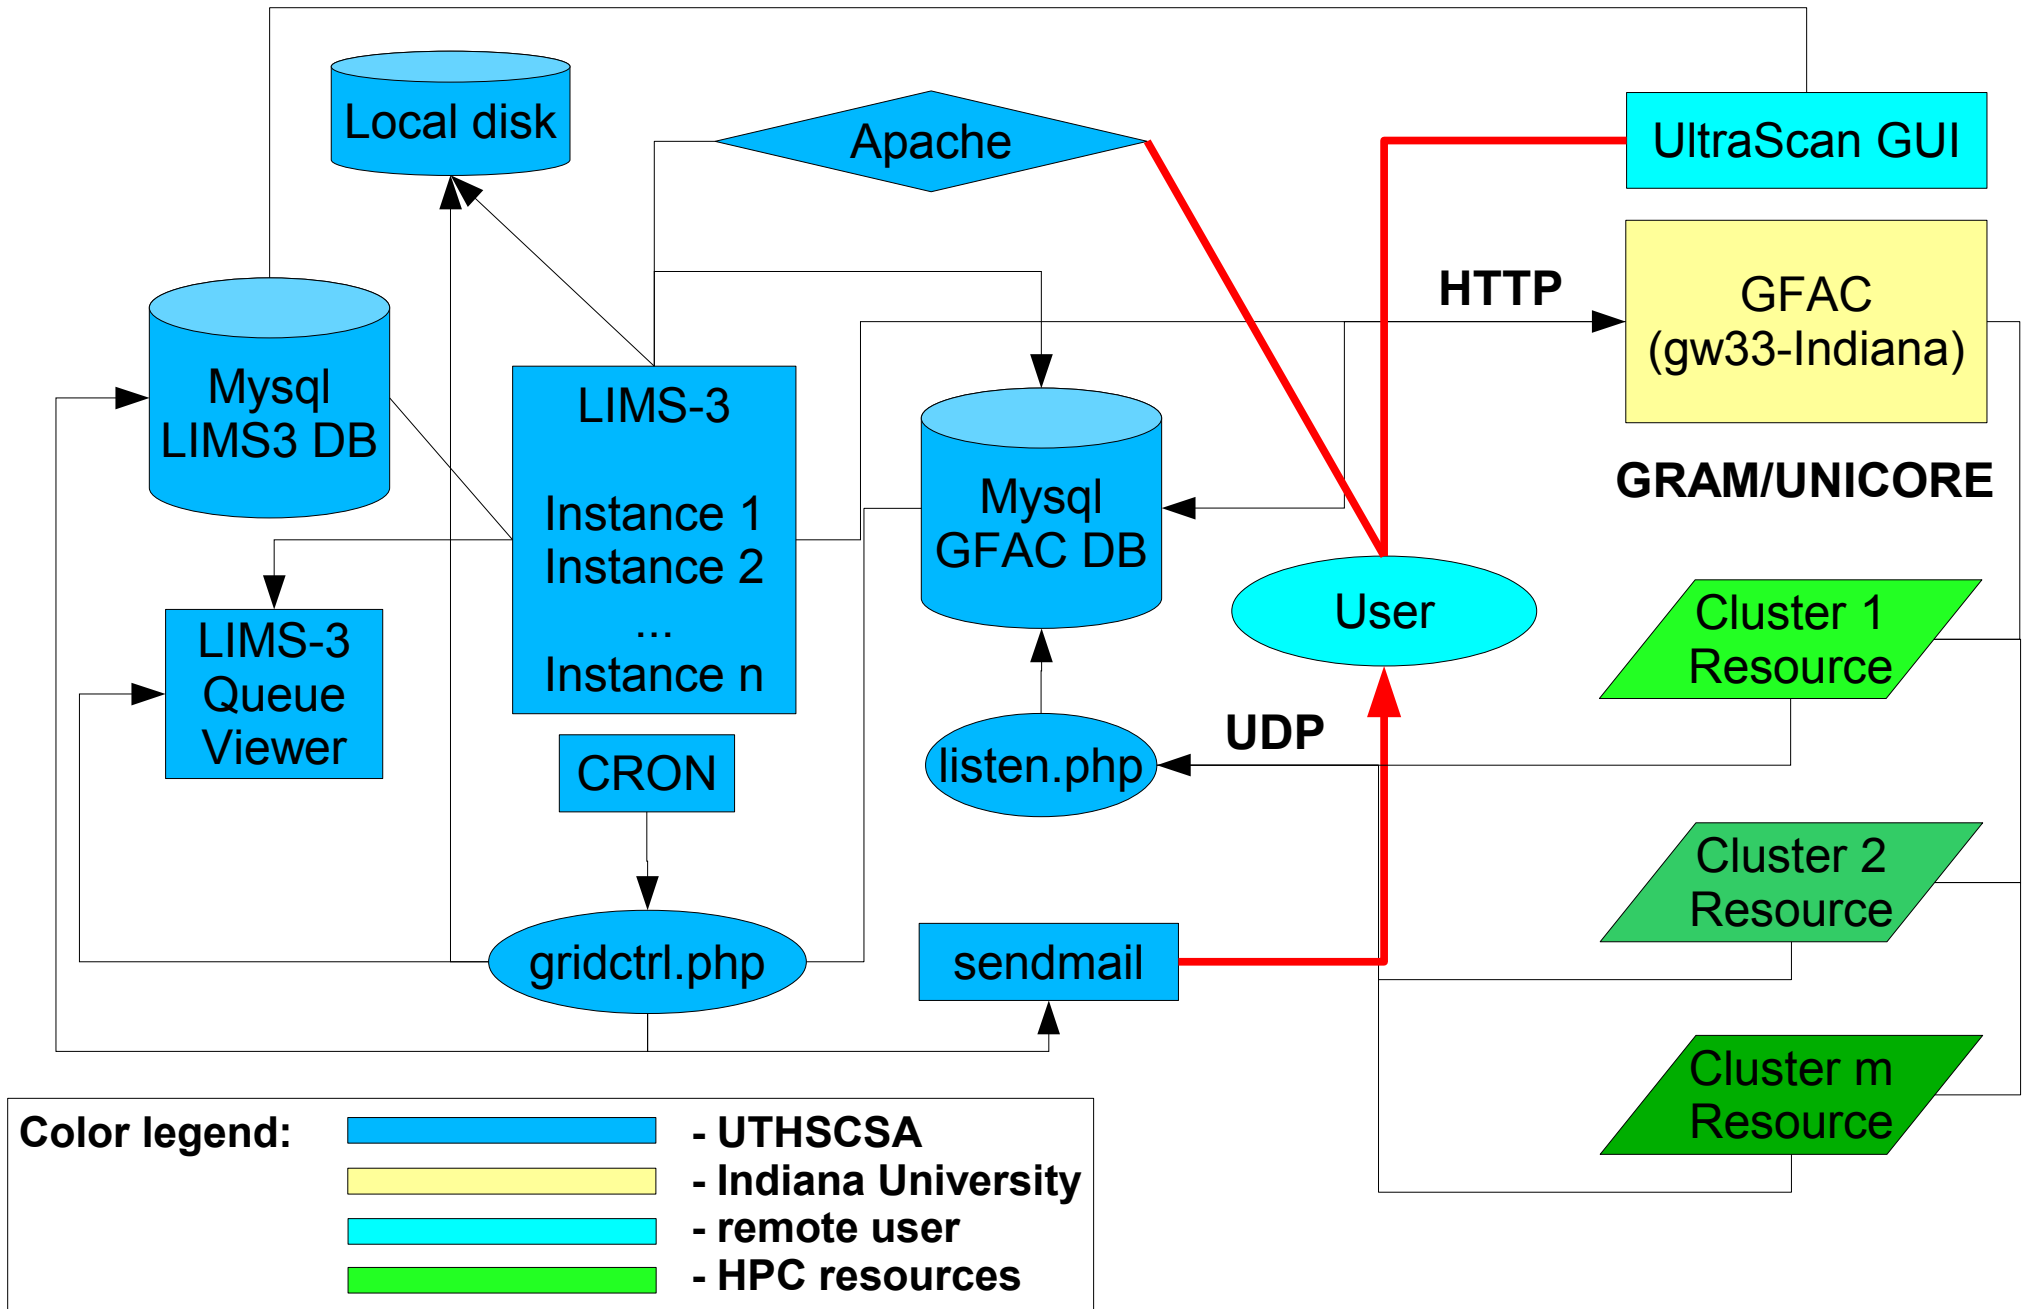 Local disk
Apache
UltraScan GUI
HTTP
GFAC
(gw33-Indiana)
Mysql
LIMS3 DB
LIMS-3
Instance 1
Instance 2
...
Instance n
Mysql
GFAC DB
GRAM/UNICORE
User
Cluster 1
Resource
LIMS-3
Queue
Viewer
CRON
listen.php
UDP
Cluster 2
Resource
gridctrl.php
sendmail
Cluster m
Resource
Color legend:
- UTHSCSA
- Indiana University
- remote user
- HPC resources